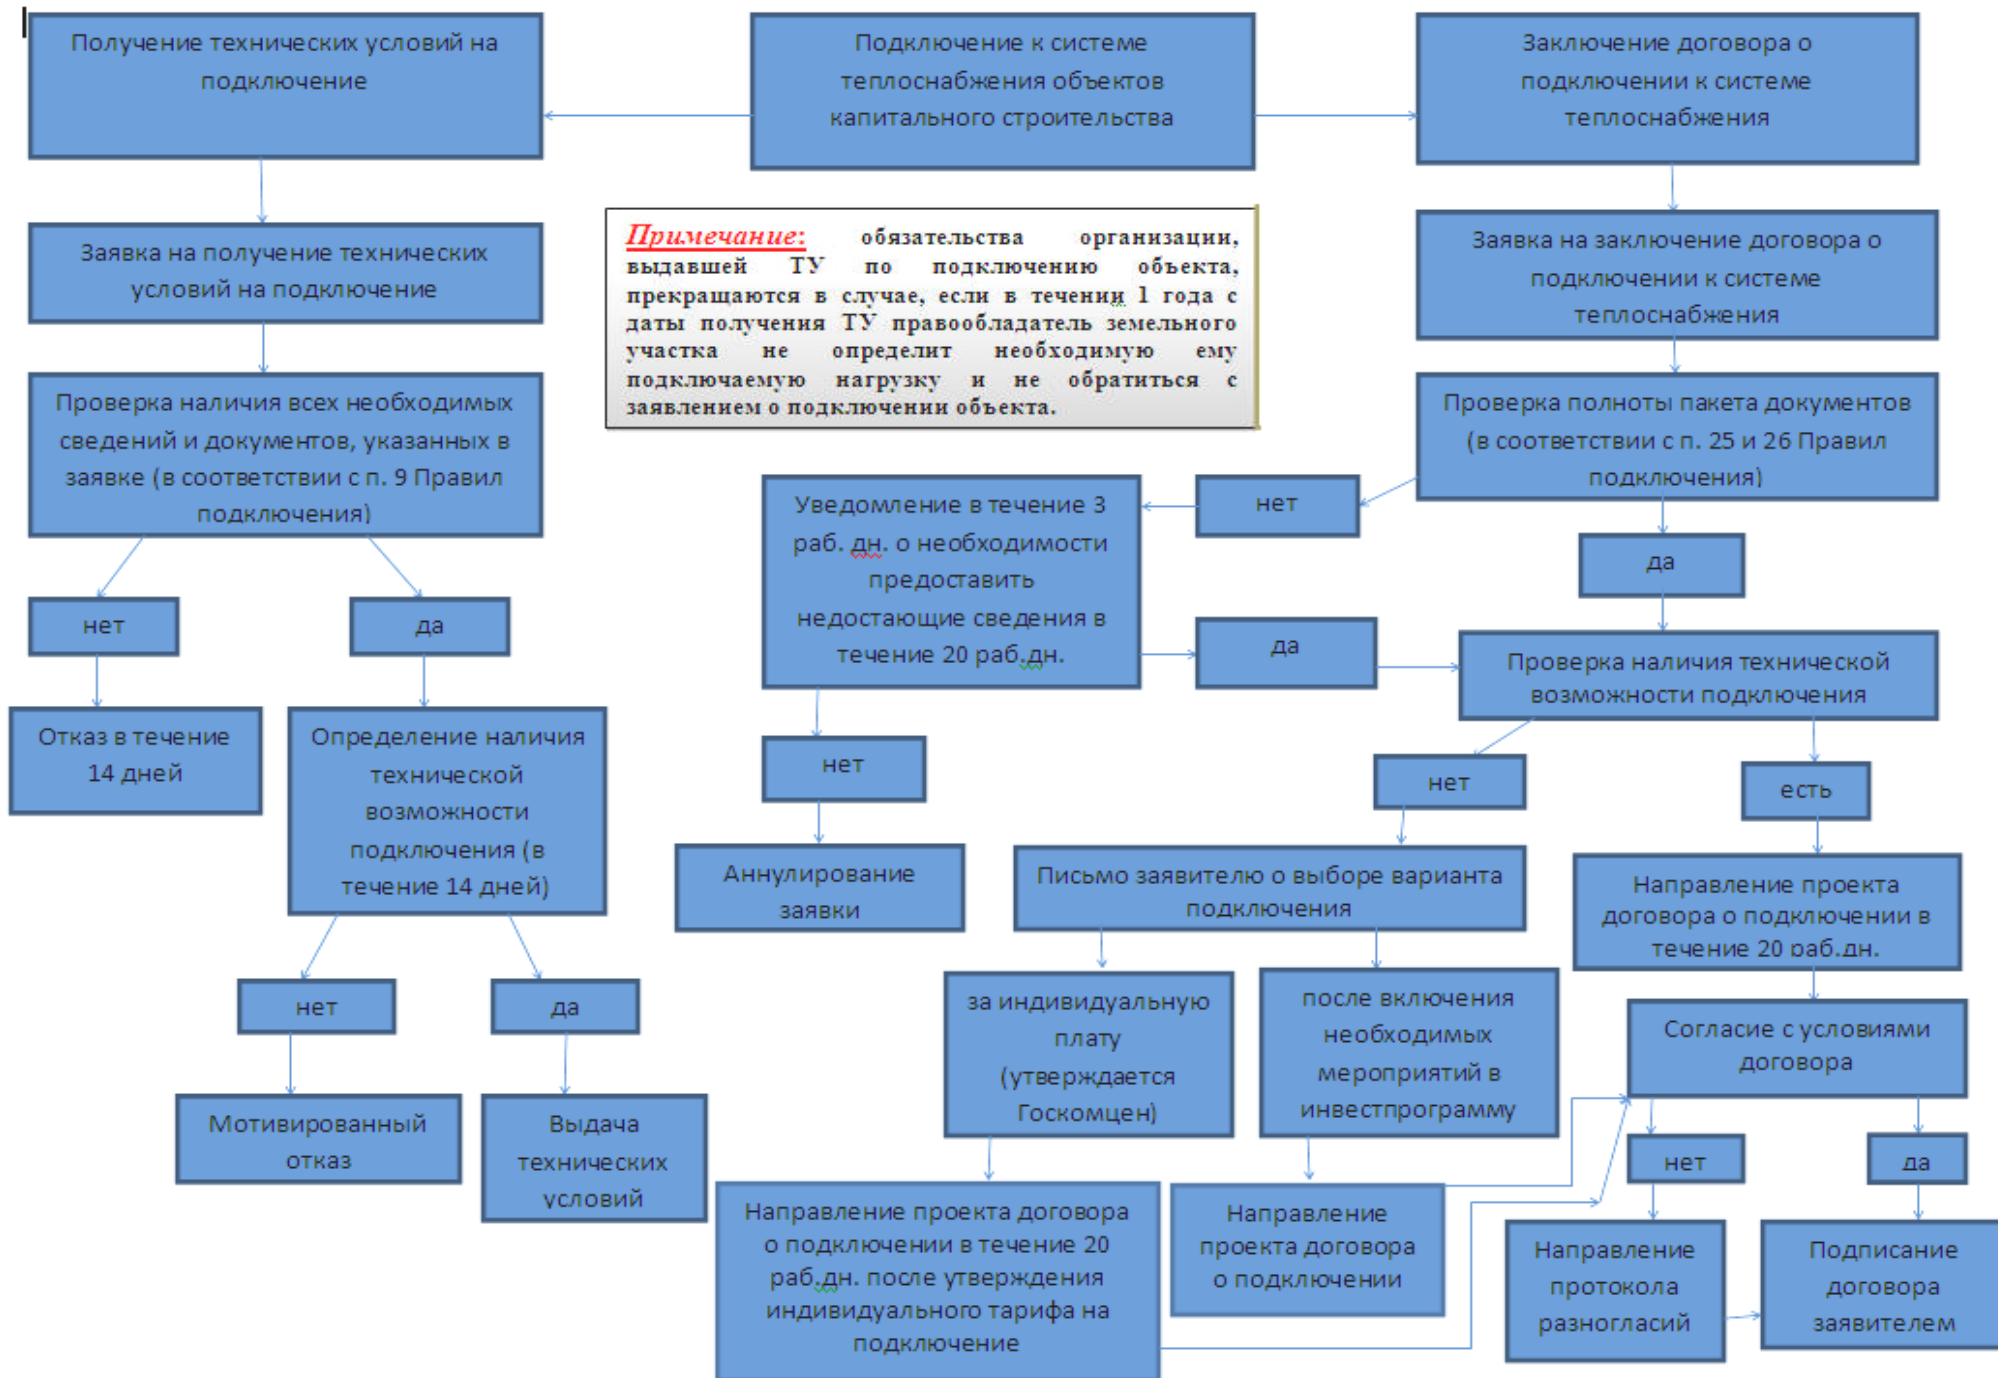 Получение технических условий на
подключение
Подключение к системе
теплоснабжения объектов
капитального строительства
Заключение договора о
подключении к системе
теплоснабжения
Заявка на получение технических
условий на подключение
Примечание: обязательства организации,
выдавшей ТУ по подключению объекта,
прекращаются в случае, если в течении 1 года с
даты получения ТУ правообладатель земельного
участка не определит необходимую ему
подключаемую нагрузку и не обратиться с
заявлением о подключении объекта.
Заявка на заключение договора о
подключении к системе
теплоснабжения
Проверка наличия всех необходимых
сведений и документов, указанных в
заявке (в соответствии с п. 9 Правил
подключения)
Проверка полноты пакета документов
(в соответствии с п. 25 и 26 Правил
подключения)
Уведомление в течение 3
раб. дн. о необходимости
предоставить
недостающие сведения в
течение 20 раб.дн.
нет
да
нет
да
да
Проверка наличия технической
возможности подключения
Отказ в течение
14 дней
Определение наличия
технической
возможности
подключения (в
течение 14 дней)
нет
нет
есть
Аннулирование
заявки
Письмо заявителю о выборе варианта
подключения
Направление проекта
договора о подключении в
течение 20 раб.дн.
нет
да
за индивидуальную
плату
(утверждается
Госкомцен)
после включения
необходимых
мероприятий в
инвестпрограмму
Согласие с условиями
договора
Мотивированный
отказ
Выдача
технических
условий
нет
да
Направление проекта договора
о подключении в течение 20
раб.дн. после утверждения
индивидуального тарифа на
подключение
Направление
проекта договора
о подключении
Направление
протокола
разногласий
Подписание
договора
заявителем